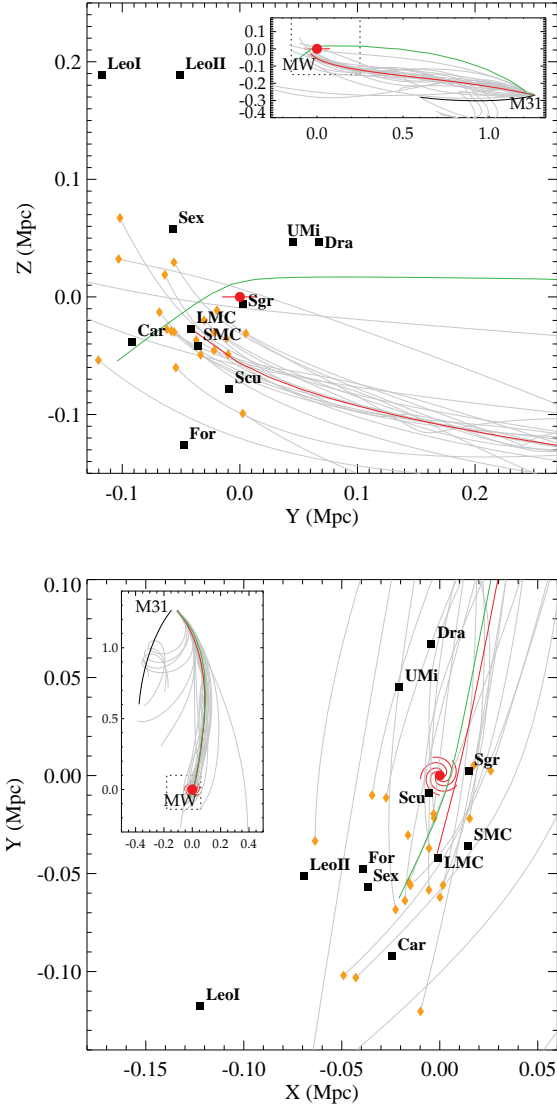 0.2
0.1
0.0
-0.1
Z (Mpc)
-0.1 0.0 0.1 0.2
Y (Mpc)
LeoI
LeoII
Sex
UMi
Dra
Sgr
LMC
SMC
Car
Scu
For
0.1
0.0
-0.1
-0.2
-0.3
-0.4
0.0 0.5 1.0
MW
M31
0.10
0.05
0.00
-0.05
-0.10
Y (Mpc)
-0.15 -0.10 -0.05 0.00 0.05
X (Mpc)
M31
1.0
0.5
0.0
MW
-0.4 -0.2 0.0 0.2 0.4
Dra
UMi
Sgr
Scu
SMC
LMC
For
LeoII
Sex
Car
LeoI